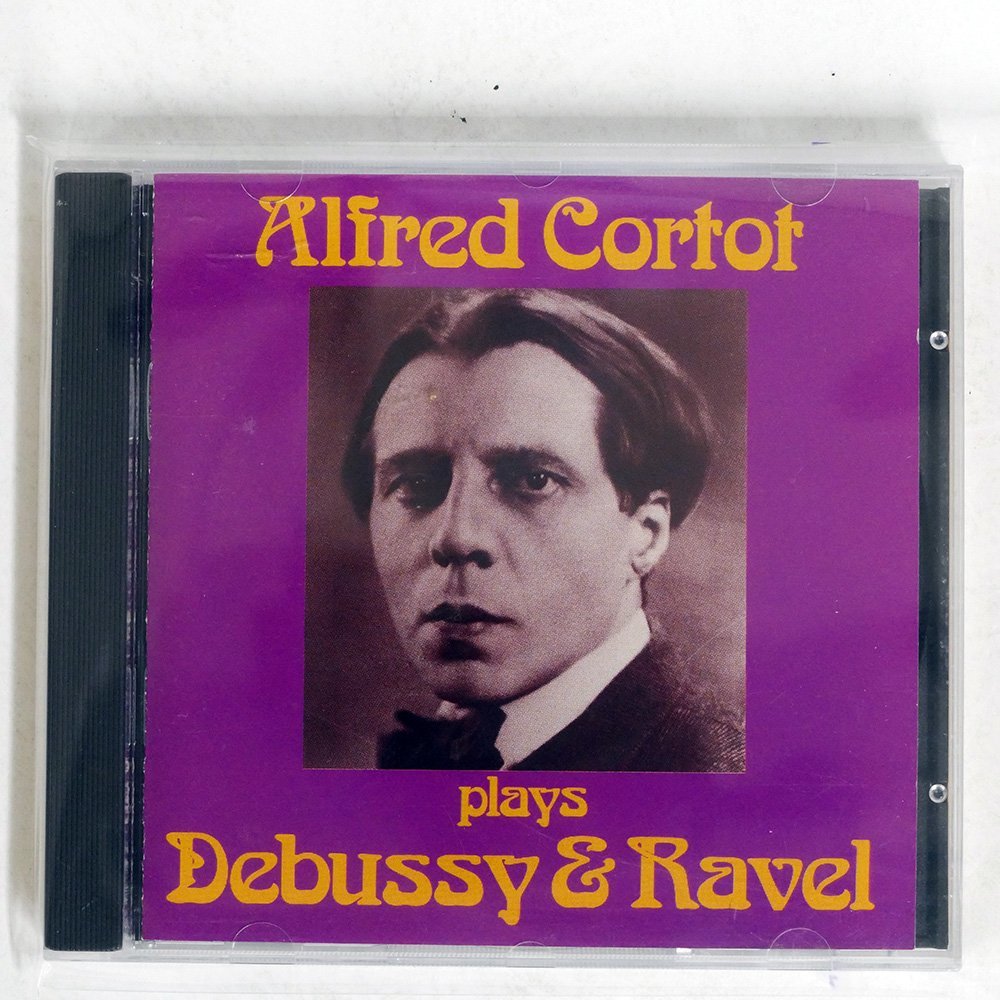 Alfred Cortot
plays
Debussy & Ravel